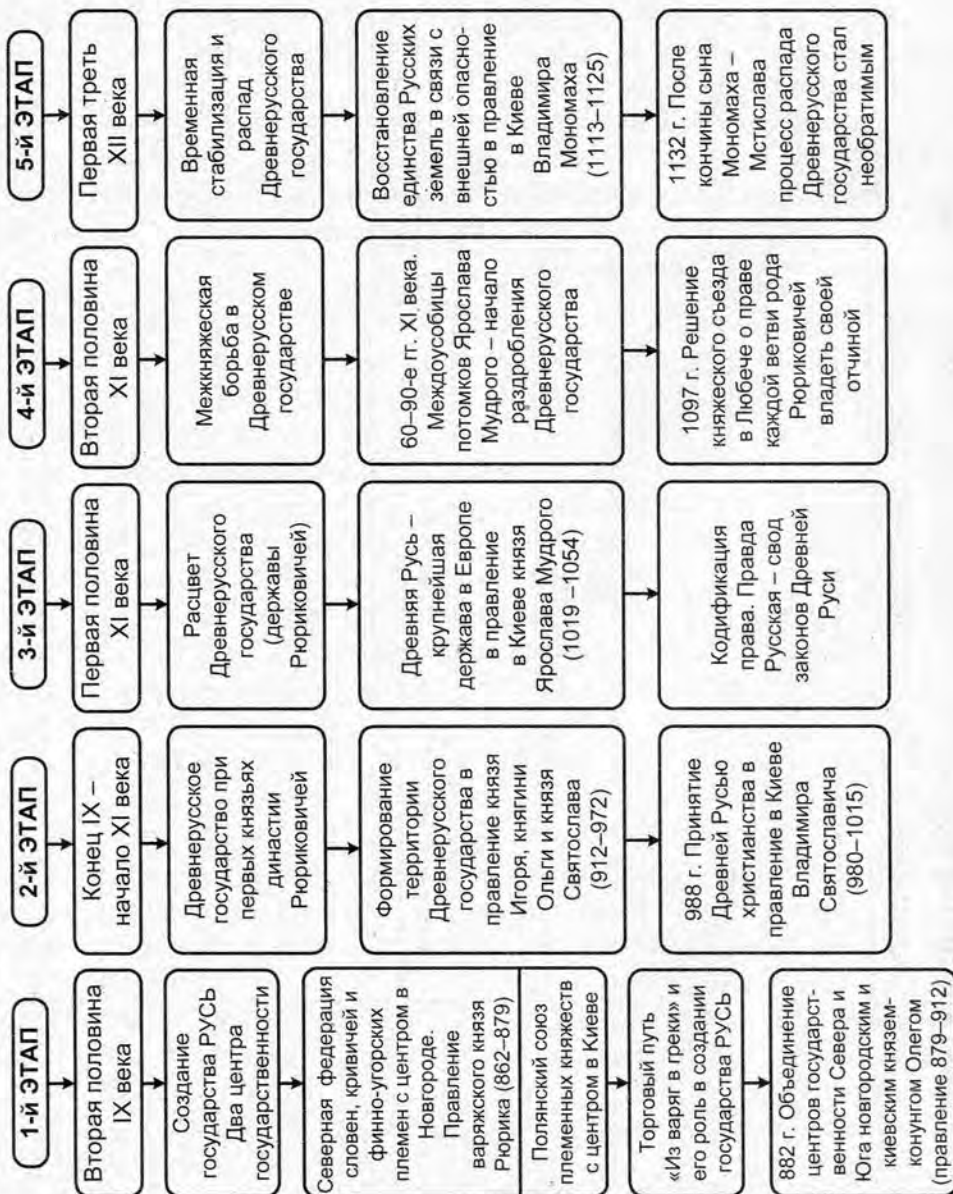 1-й ЭТАП
Вторая половина
IX века
Создание
государства РУСЬ
Два центра
государственности
Северная федерация
словен, кривичей и
финно-угорских
племен с центром в
Новгороде.
Правление
варяжского князя
Рюрика (862–879)
Полянский союз
племенных княжеств
с центром в Киеве
Торговый путь
«Из варяг в греки» и
его роль в создании
государства РУСЬ
882 г. Объединение
центров государст-
венности Севера и
Юга новгородским и
киевским князем-
конунгом Олегом
(правление 879–912)
2-й ЭТАП
Конец IX –
начало XI века
Древнерусское
государство при
первых князьях
династии
Рюриковичей
Формирование
территории
Древнерусского
государства в
правление князя
Игоря, княгини
Ольги и князя
Святослава
(912–972)
988 г. Принятие
Древней Русью
христианства в
правление в Киеве
Владимира
Святославича
(980–1015)
3-й ЭТАП
Первая половина
XI века
Расцвет
Древнерусского
государства
(державы
Рюриковичей)
Древняя Русь –
крупнейшая
держава в Европе
в правление
в Киеве князя
Ярослава Мудрого
(1019–1054)
Кодификация
права. Правда
Русская – свод
законов Древней
Руси
4-й ЭТАП
Вторая половина
XI века
Межкняжеская
борьба в
Древнерусском
государстве
60–90-е гг. XI века.
Междоусобицы
потомков Ярослава
Мудрого – начало
раздробления
Древнерусского
государства
1097 г. Решение
княжеского съезда
в Любече о праве
каждой ветви рода
Рюриковичей
владеть своей
отчиной
5-й ЭТАП
Первая треть
XII века
Временная
стабилизация и
распад
Древнерусского
государства
Восстановление
единства Русских
земель в связи с
внешней опасно-
стью в правление
в Киеве
Владимира
Мономаха
(1113–1125)
1132 г. После
кончины сына
Мономаха –
Мстислава
процесс распада
Древнерусского
государства стал
необратимым